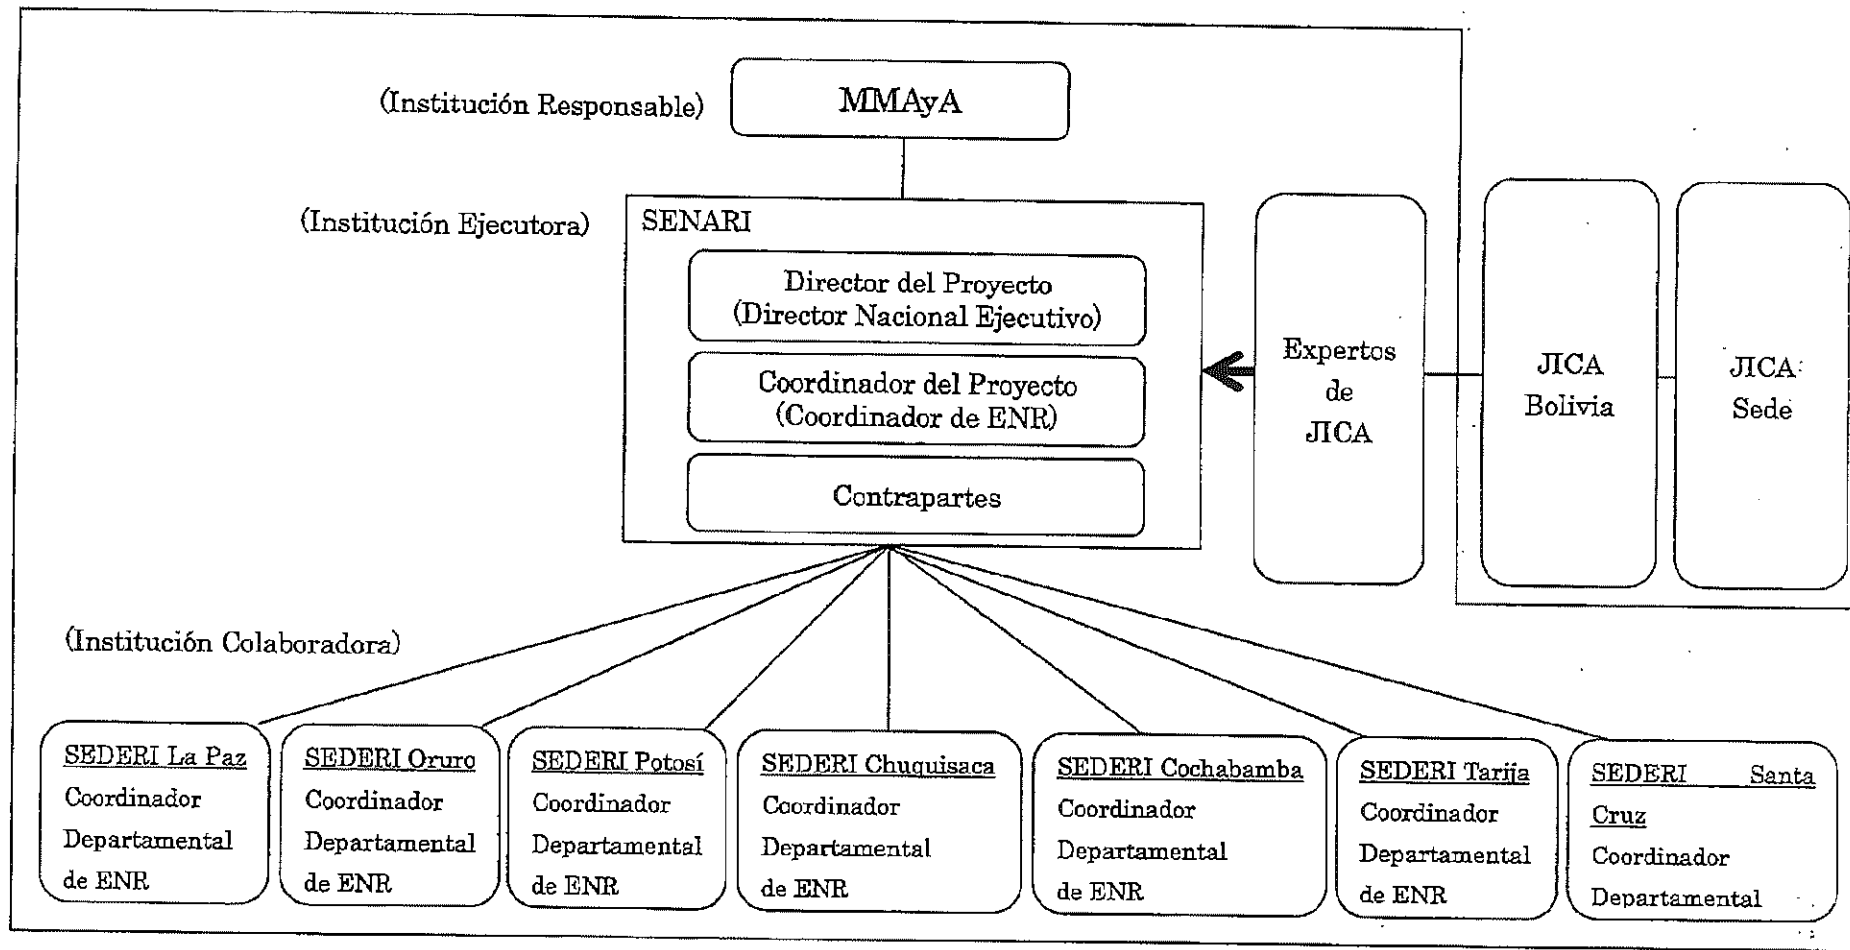 (Institución Responsable)
MMAyA
(Institución Ejecutora)
SENARI
Director del Proyecto
(Director Nacional Ejecutivo)
Coordinador del Proyecto
(Coordinador de ENR)
Contrapartes
Expertos
de
JICA
JICA
Bolivia
JICA
Sede
(Institución Colaboradora)
SEDERI La Paz
Coordinador
Departamental
de ENR
SEDERI Oruro
Coordinador
Departamental
de ENR
SEDERI Potosí
Coordinador
Departamental
de ENR
SEDERI Chuquisaca
Coordinador
Departamental
de ENR
SEDERI Cochabamba
Coordinador
Departamental
de ENR
SEDERI Tarija
Coordinador
Departamental
de ENR
SEDERI Santa
Cruz
Coordinador
Departamental